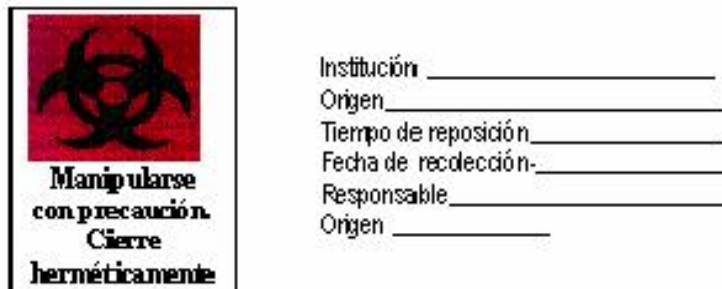 Manipularse
con precaución.
Cierre
herméticamente
Institución
Origen
Tiempo de reposición
Fecha de recolección-
Responsable
Origen